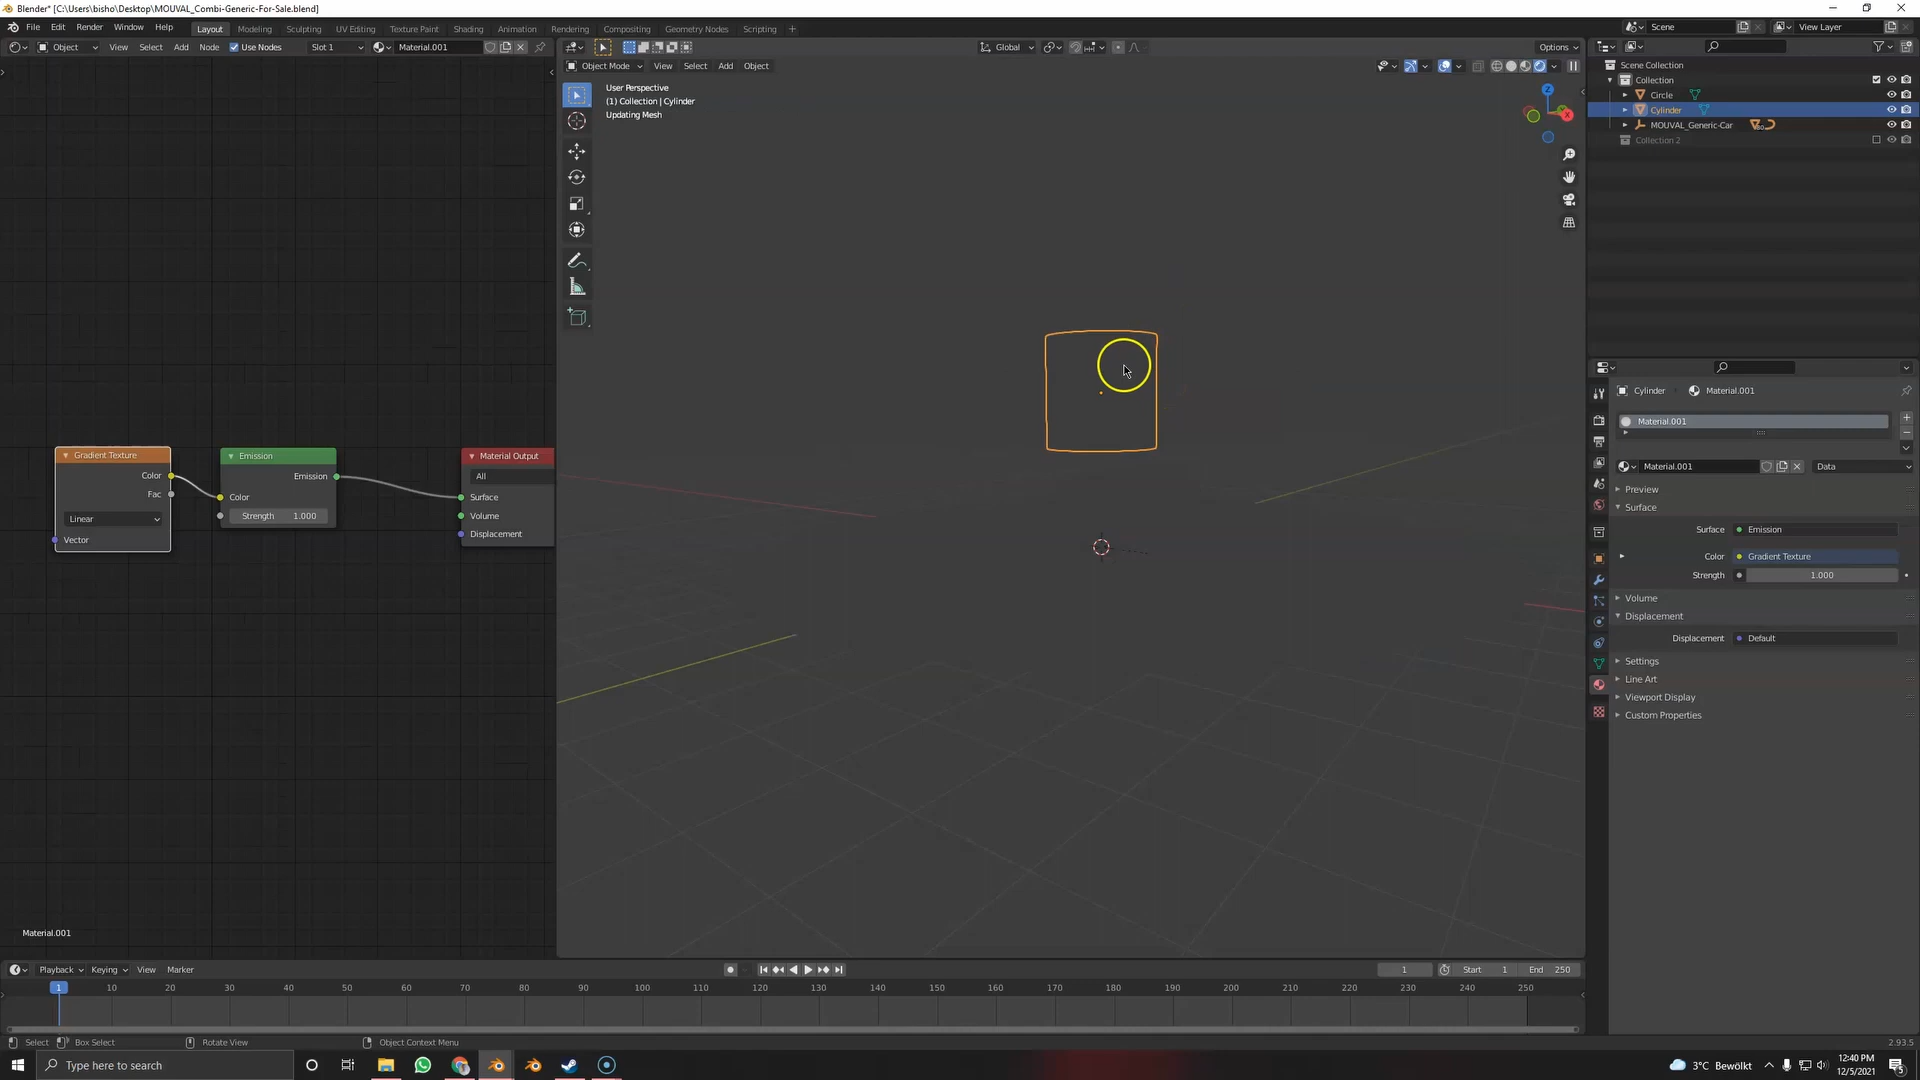 Blender* [C:\Users\bisho\Desktop\MOUVAL_Combi-Generic-For-Sale.blend]
File Edit Render Window Help Layout Modeling Sculpting UV Editing Texture Paint Shading Animation Rendering Compositing Geometry Nodes Scripting + Scene View Layer
Object View Select Add Node Use Nodes Slot 1 Material.001 Global Options
Object Mode View Select Add Object
User Perspective
(1) Collection | Cylinder
Updating Mesh
Z
X
Scene Collection
Collection
Circle
Cylinder
MOUVAL_Generic-Car
Collection 2
Gradient Texture
Color
Fac
Linear
Vector
Emission
Emission
Color
Strength 1.000
Material Output
All
Surface
Volume
Displacement
Material.001
Cylinder Material.001
Material.001
Material.001 Data
Preview
Surface
Surface Emission
Color Gradient Texture
Strength 1.000
Volume
Displacement
Displacement Default
Settings
Line Art
Viewport Display
Custom Properties
Playback Keying View Marker 1 Start 1 End 250
1 10 20 30 40 50 60 70 80 90 100 110 120 130 140 150 160 170 180 190 200 210 220 230 240 250
Select Box Select Rotate View Object Context Menu 2.93.5
Type here to search 3°C Bewölkt 12:40 PM
12/5/2021